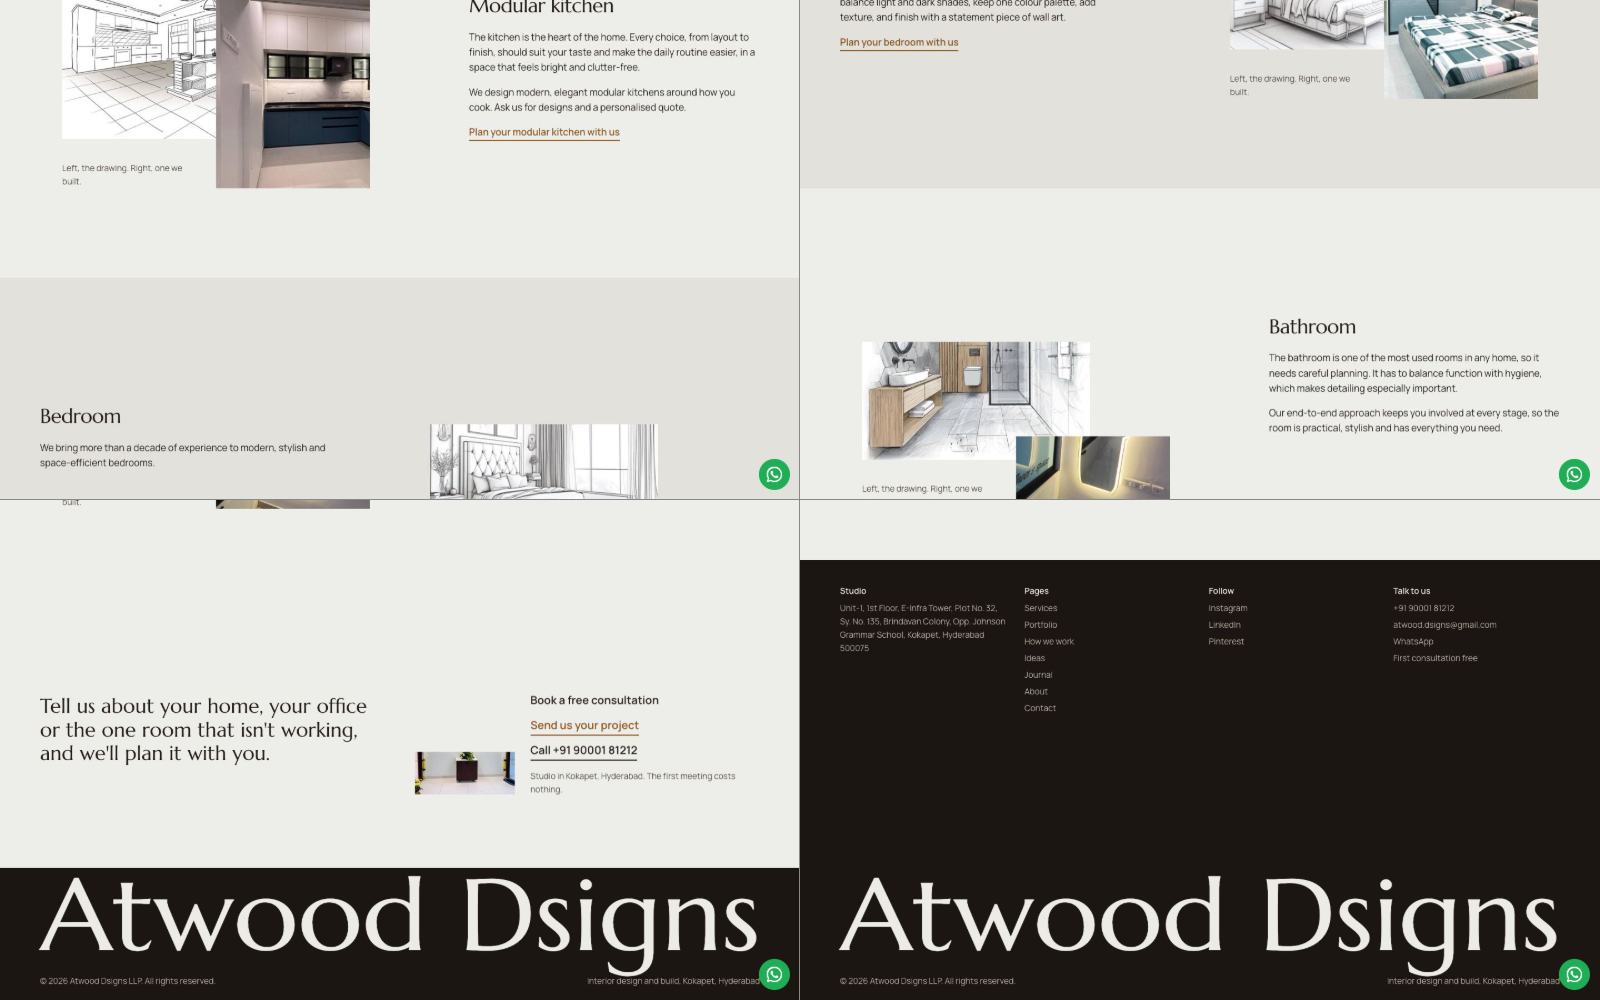 Modular kitchen
The kitchen is the heart of the home. Every choice, from layout to
finish, should suit your taste and make the daily routine easier, in a
space that feels bright and clutter-free.
We design modern, elegant modular kitchens around how you
cook. Ask us for designs and a personalised quote.
Plan your modular kitchen with us
Left, the drawing. Right, one we
built.
Bedroom
We bring more than a decade of experience to modern, stylish and
space-efficient bedrooms.
balance light and dark shades, keep one colour palette, add
texture, and finish with a statement piece of wall art.
Plan your bedroom with us
Left, the drawing. Right, one we
built.
Bathroom
The bathroom is one of the most used rooms in any home, so it
needs careful planning. It has to balance function with hygiene,
which makes detailing especially important.
Our end-to-end approach keeps you involved at every stage, so the
room is practical, stylish and has everything you need.
Left, the drawing. Right, one we
built.
Tell us about your home, your office
or the one room that isn't working,
and we'll plan it with you.
Book a free consultation
Send us your project
Call +91 90001 81212
Studio in Kokapet, Hyderabad. The first meeting costs
nothing.
Atwood Dsigns
© 2026 Atwood Dsigns LLP. All rights reserved.
Interior design and build, Kokapet, Hyderabad
Studio
Unit-1, 1st Floor, E-Infra Tower, Plot No. 32,
Sy. No. 135, Brindavan Colony, Opp. Johnson
Grammar School, Kokapet, Hyderabad
500075
Pages
Services
Portfolio
How we work
Ideas
Journal
About
Contact
Follow
Instagram
LinkedIn
Pinterest
Talk to us
+91 90001 81212
atwood.dsigns@gmail.com
WhatsApp
First consultation free
Atwood Dsigns
© 2026 Atwood Dsigns LLP. All rights reserved.
Interior design and build, Kokapet, Hyderabad